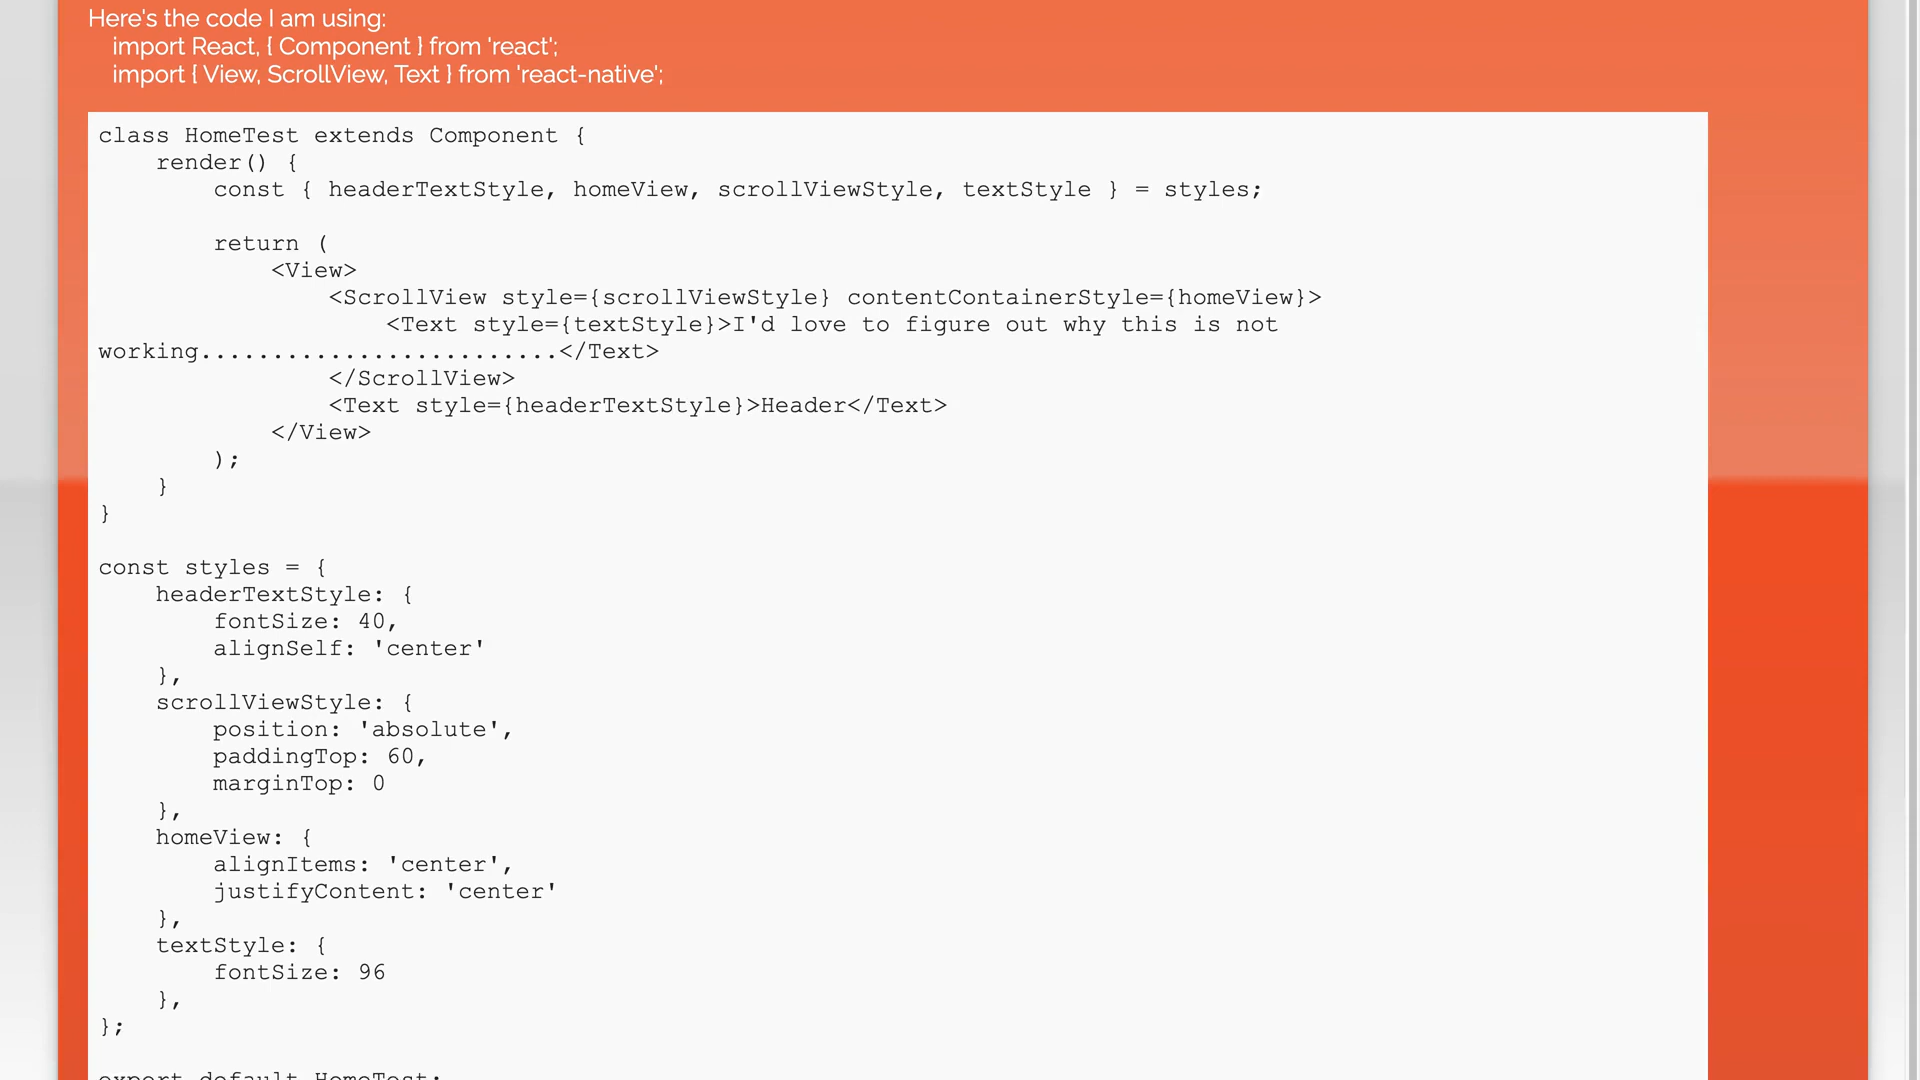 Here's the code I am using:
    import React, { Component } from 'react';
    import { View, ScrollView, Text } from 'react-native';
class HomeTest extends Component {
    render() {
        const { headerTextStyle, homeView, scrollViewStyle, textStyle } = styles;

        return (
            <View>
                <ScrollView style={scrollViewStyle} contentContainerStyle={homeView}>
                    <Text style={textStyle}>I'd love to figure out why this is not
working.........................</Text>
                </ScrollView>
                <Text style={headerTextStyle}>Header</Text>
            </View>
        );
    }
}

const styles = {
    headerTextStyle: {
        fontSize: 40,
        alignSelf: 'center'
    },
    scrollViewStyle: {
        position: 'absolute',
        paddingTop: 60,
        marginTop: 0
    },
    homeView: {
        alignItems: 'center',
        justifyContent: 'center'
    },
    textStyle: {
        fontSize: 96
    },
};

export default HomeTest;